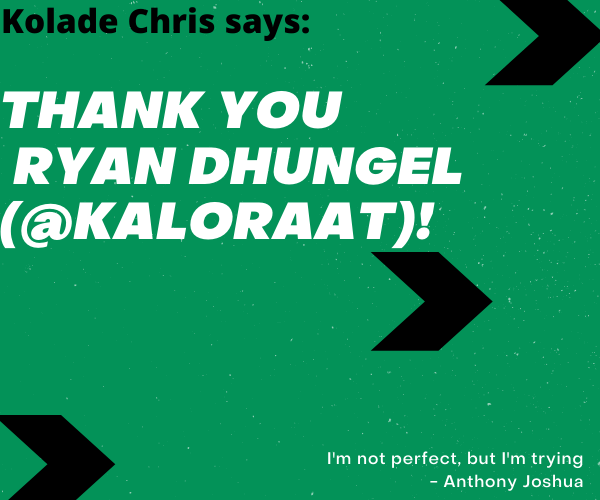 Kolade Chris says:
THANK YOU
RYAN DHUNGEL
(@KALORAAT)!
I'm not perfect, but I'm trying
– Anthony Joshua